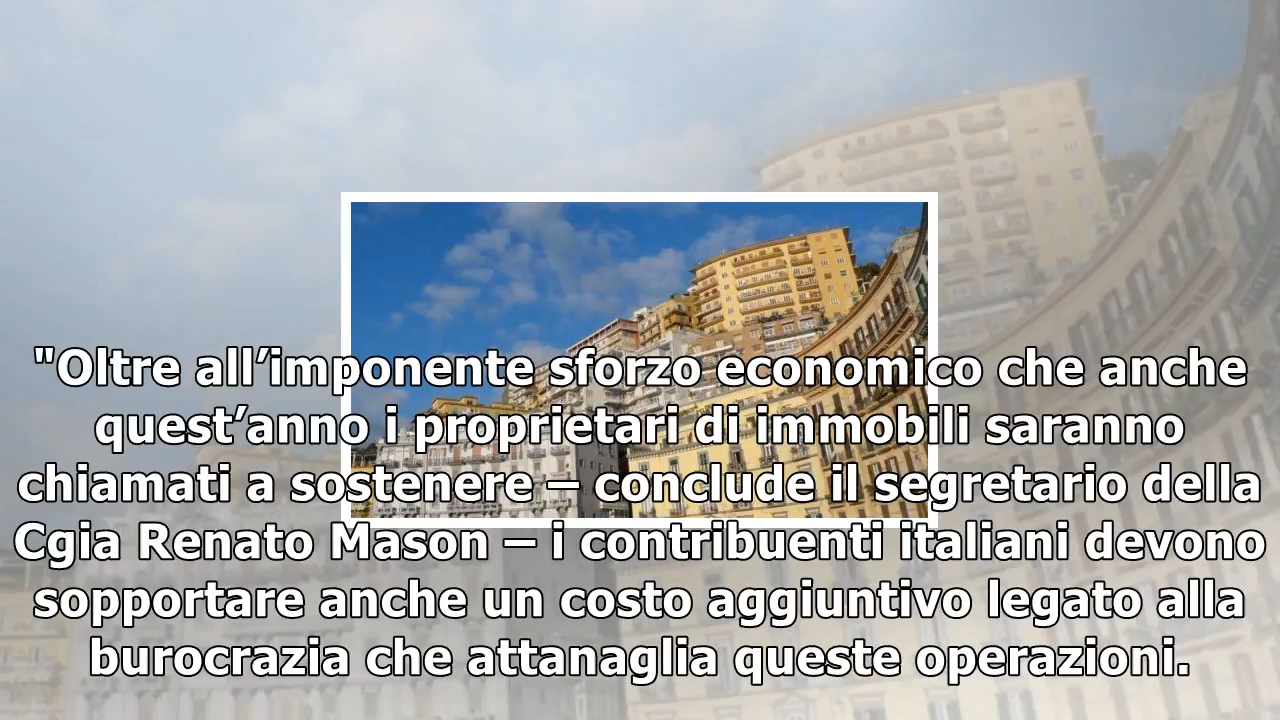 "Oltre all’imponente sforzo economico che anche
quest’anno i proprietari di immobili saranno
chiamati a sostenere – conclude il segretario della
Cgia Renato Mason – i contribuenti italiani devono
sopportare anche un costo aggiuntivo legato alla
burocrazia che attanaglia queste operazioni.